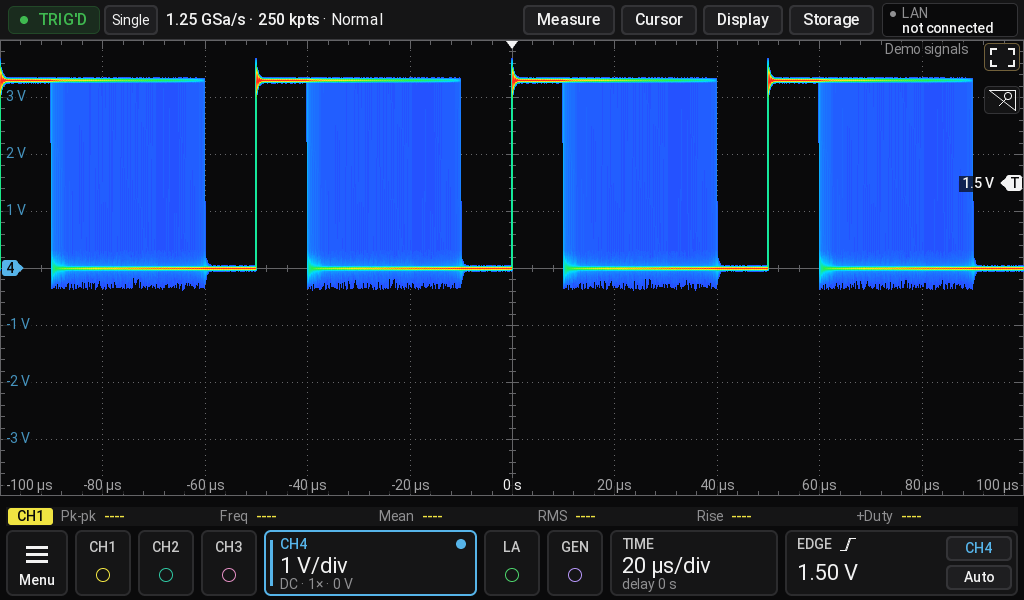 TRIG'D
Single
1.25 GSa/s · 250 kpts · Normal
Measure
Cursor
Display
Storage
LAN
not connected
Demo signals
3 V
2 V
1 V
1.5 V
T
4
-1 V
-2 V
-3 V
-100 µs
-80 µs
-60 µs
-40 µs
-20 µs
0 s
20 µs
40 µs
60 µs
80 µs
100 µs
CH1 Pk-pk ---- Freq ---- Mean ---- RMS ---- Rise ---- +Duty ----
Menu
CH1
CH2
CH3
CH4
1 V/div
DC · 1× · 0 V
LA
GEN
TIME
20 µs/div
delay 0 s
EDGE
1.50 V
CH4
Auto